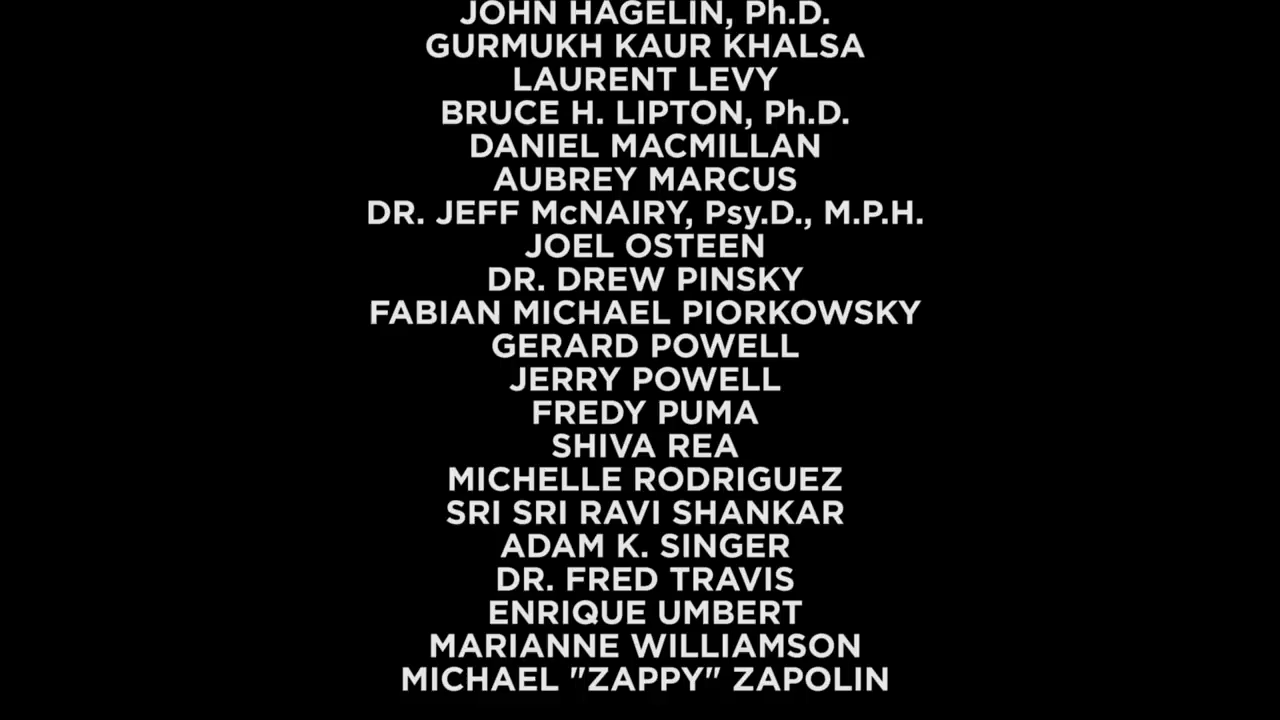 JOHN HAGELIN, Ph.D.
GURMUKH KAUR KHALSA
LAURENT LEVY
BRUCE H. LIPTON, Ph.D.
DANIEL MACMILLAN
AUBREY MARCUS
DR. JEFF McNAIRY, Psy.D., M.P.H.
JOEL OSTEEN
DR. DREW PINSKY
FABIAN MICHAEL PIORKOWSKY
GERARD POWELL
JERRY POWELL
FREDY PUMA
SHIVA REA
MICHELLE RODRIGUEZ
SRI SRI RAVI SHANKAR
ADAM K. SINGER
DR. FRED TRAVIS
ENRIQUE UMBERT
MARIANNE WILLIAMSON
MICHAEL "ZAPPY" ZAPOLIN